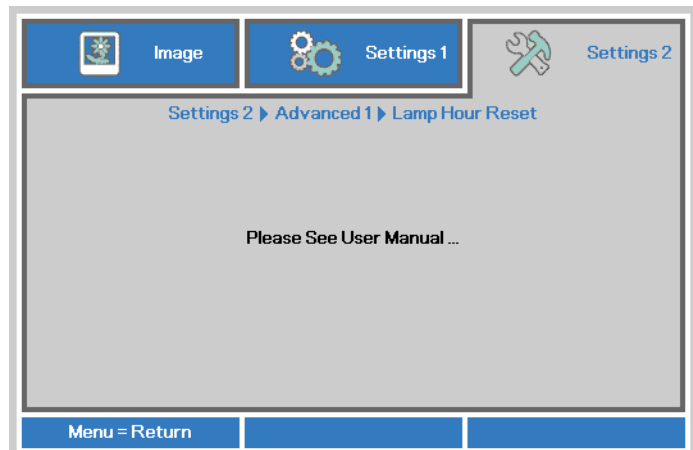 Image
Settings 1
Settings 2
Settings 2 ▶ Advanced 1 ▶ Lamp Hour Reset
Please See User Manual ...
Menu = Return